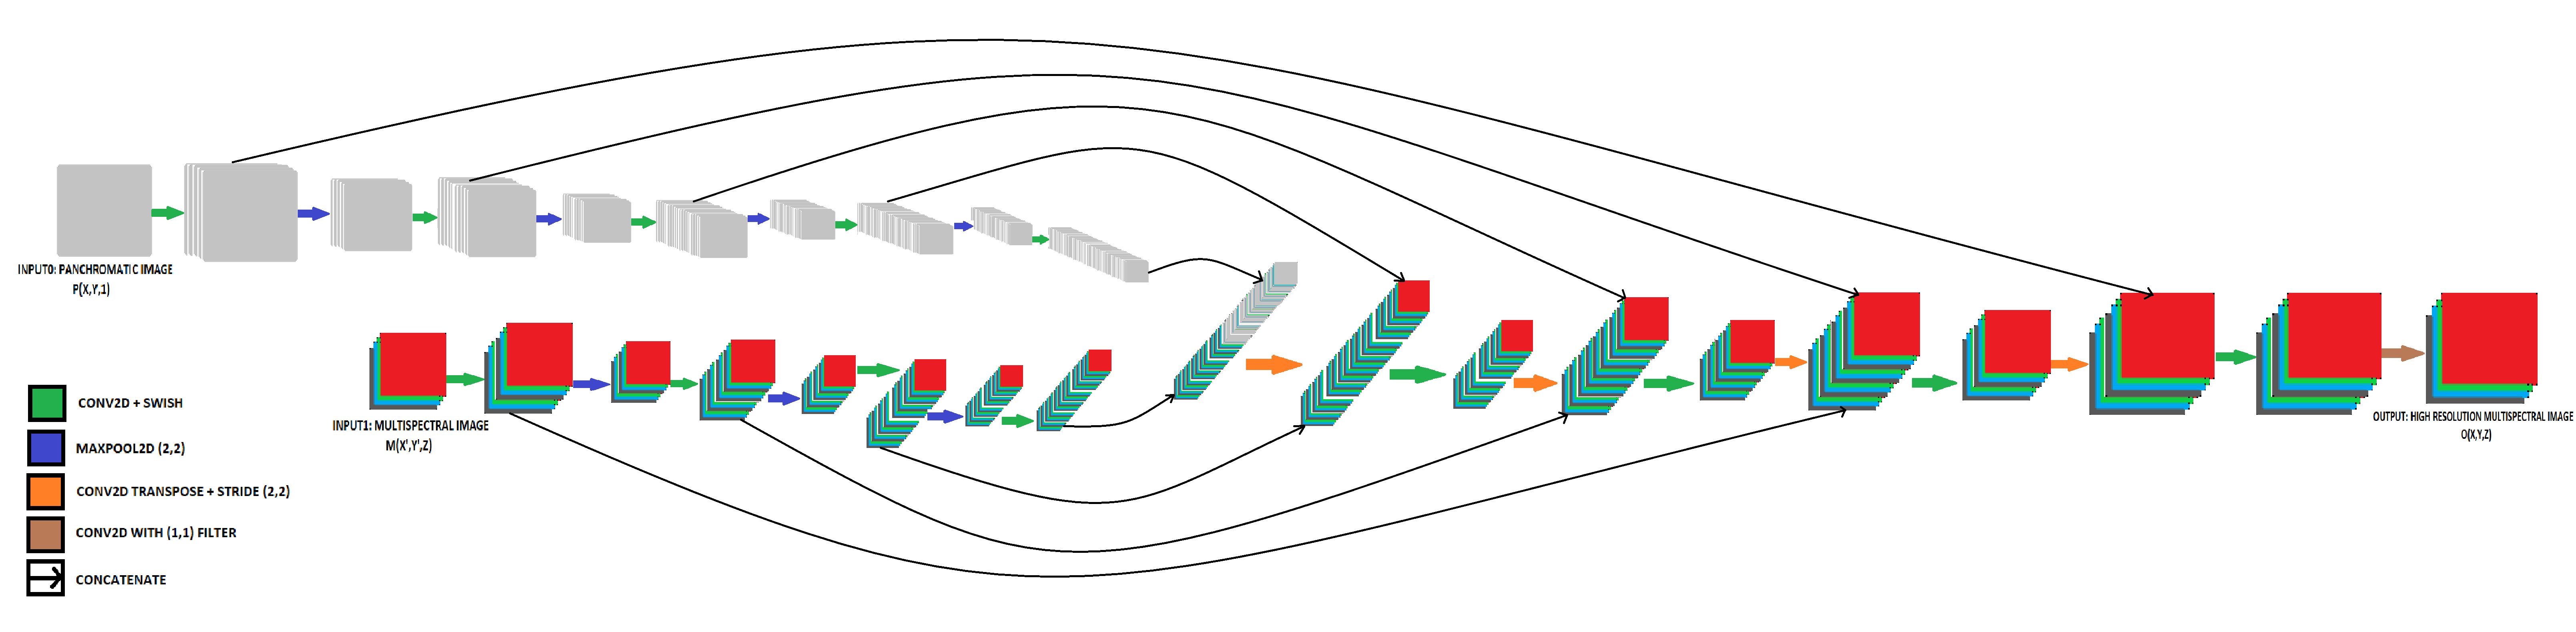 INPUT0: PANCHROMATIC IMAGE
P(X,Y,1)
INPUT1: MULTISPECTRAL IMAGE
M(X',Y',Z)
OUTPUT: HIGH RESOLUTION MULTISPECTRAL IMAGE
O(X,Y,Z)
CONV2D + SWISH
MAXPOOL2D (2,2)
CONV2D TRANSPOSE + STRIDE (2,2)
CONV2D WITH (1,1) FILTER
CONCATENATE